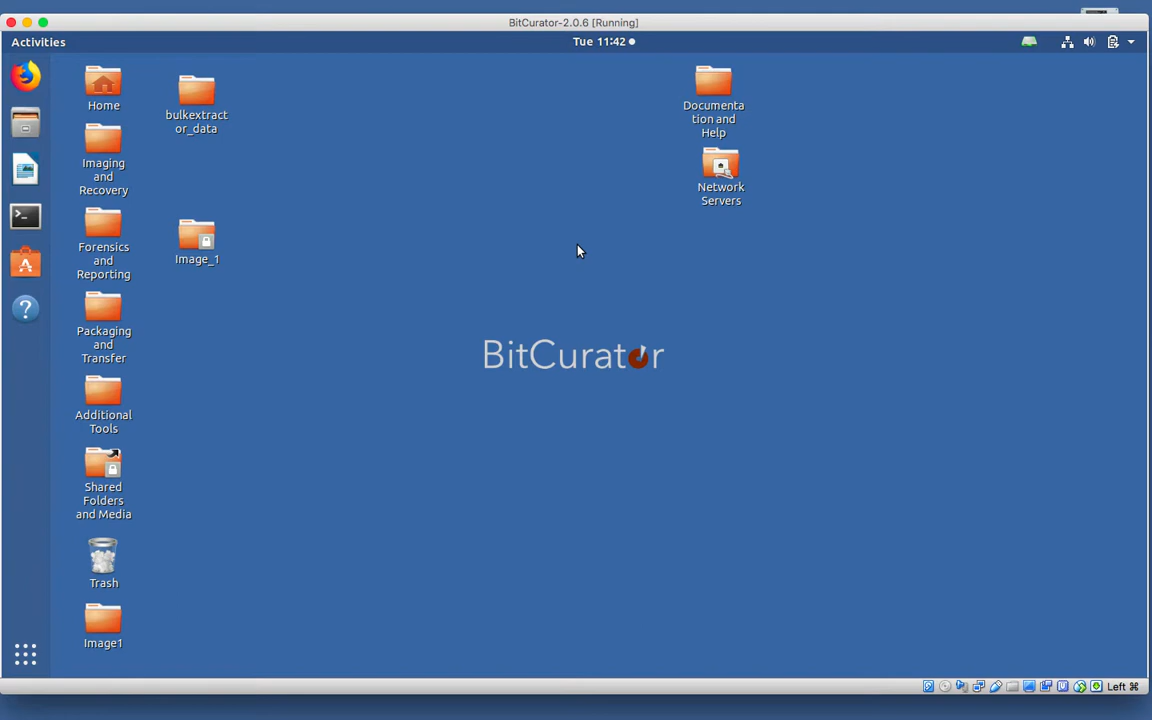 BitCurator-2.0.6 [Running]
Activities
Tue 11:42
Home
bulkextract
or_data
Documenta
tion and
Help
Imaging
and
Recovery
Network
Servers
Forensics
and
Reporting
Image_1
Packaging
and
Transfer
BitCurator
Additional
Tools
Shared
Folders
and Media
Trash
Image1
Left ⌘